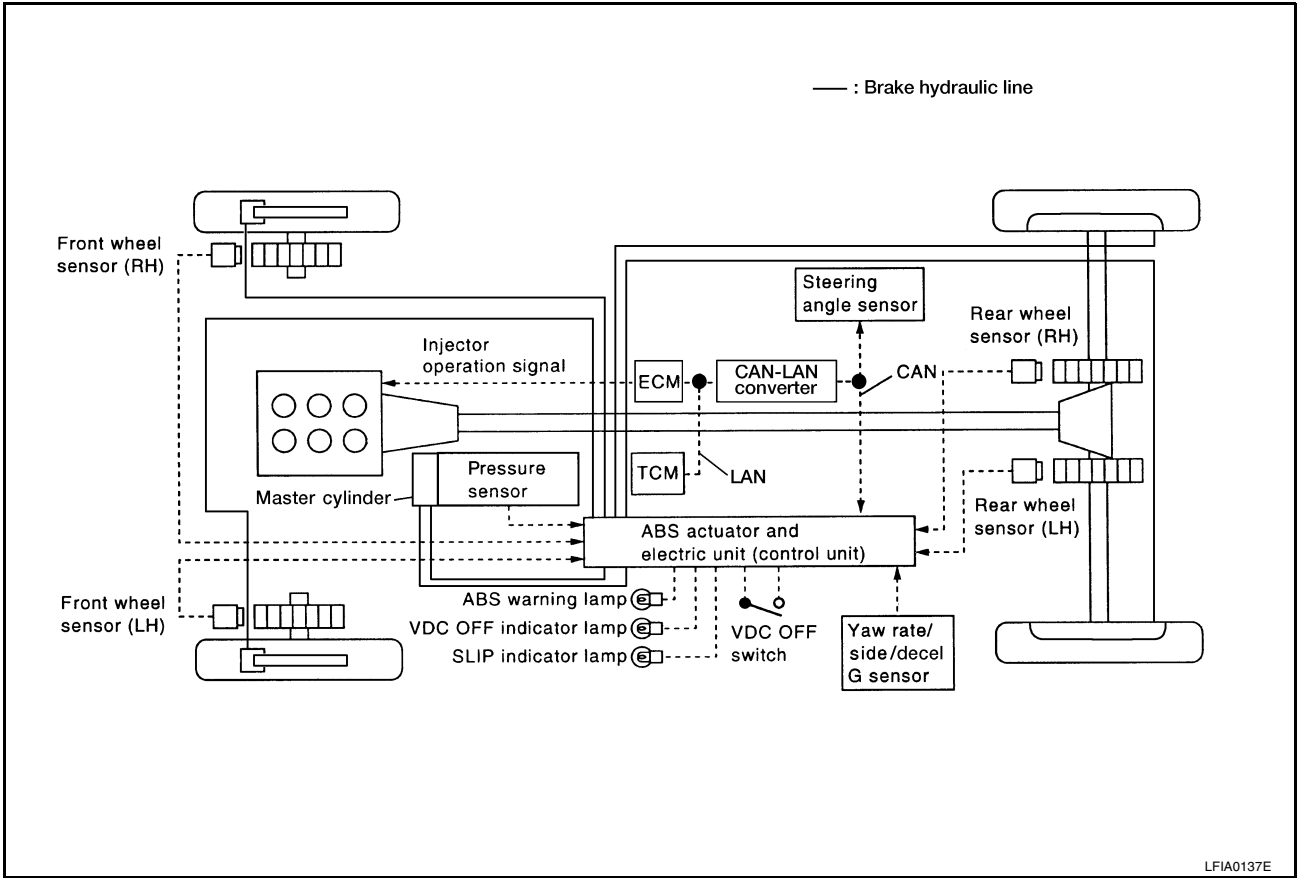 : Brake hydraulic line
Front wheel
sensor (RH)
Steering
angle sensor
Rear wheel
sensor (RH)
Injector
operation signal
ECM
CAN-LAN
converter
CAN
TCM
LAN
Pressure
sensor
Master cylinder
Rear wheel
sensor (LH)
ABS actuator and
electric unit (control unit)
Front wheel
sensor (LH)
ABS warning lamp
VDC OFF indicator lamp
SLIP indicator lamp
VDC OFF
switch
Yaw rate/
side/decel
G sensor
LFIA0137E